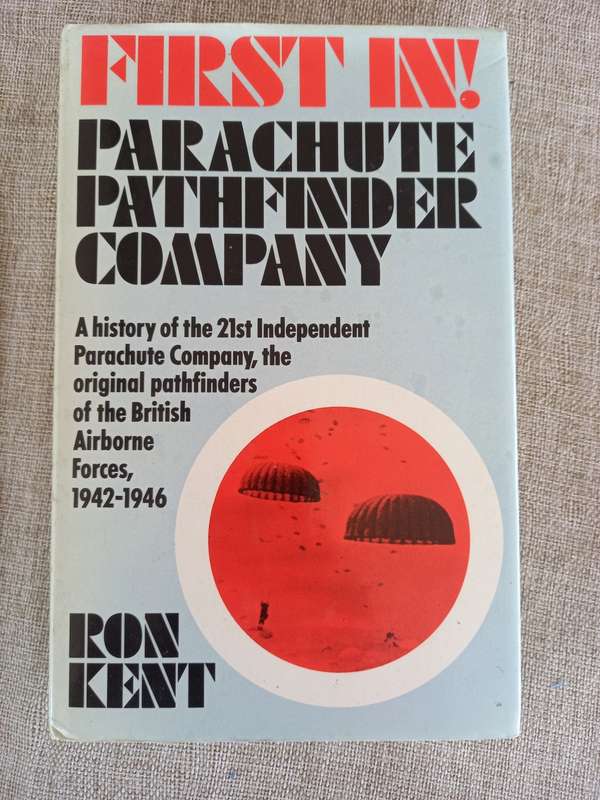 FIRST IN!
PARACHUTE
PATHFINDER
COMPANY
A history of the 21st Independent
Parachute Company, the
original pathfinders
of the British
Airborne
Forces,
1942-1946
RON
KENT